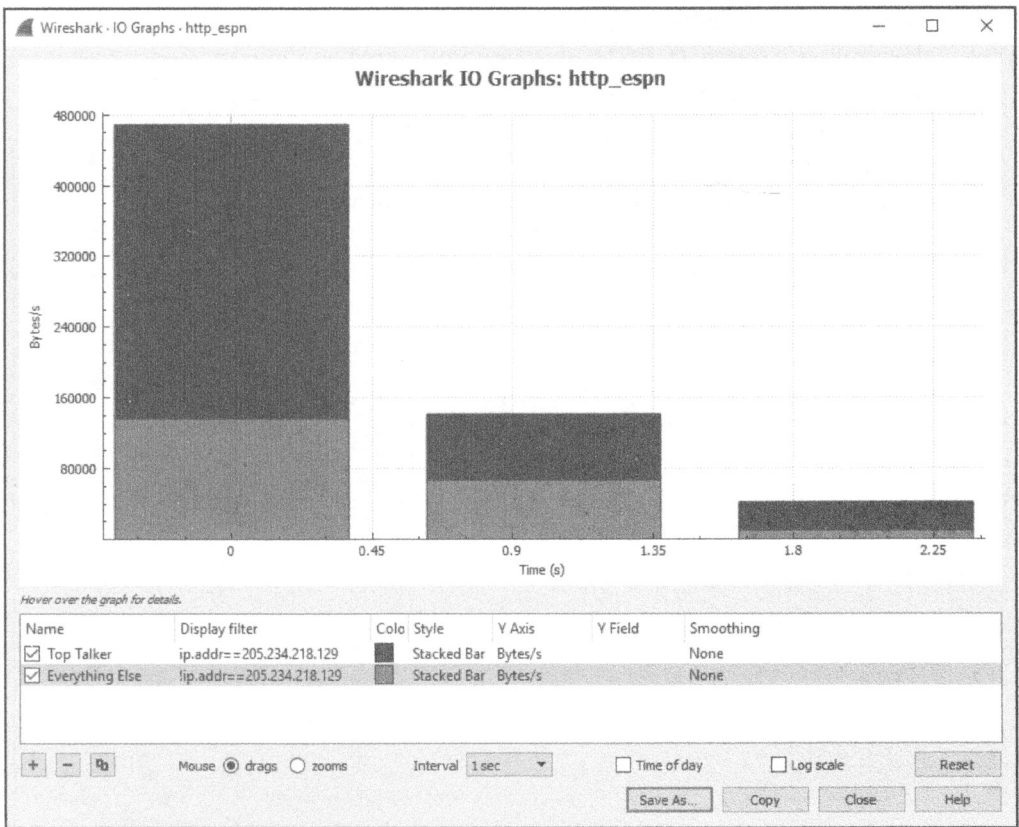 Wireshark · IO Graphs · http_espn
Wireshark IO Graphs: http_espn
480000
400000
320000
240000
160000
80000
Bytes/s
0 0.45 0.9 1.35 1.8 2.25
Time (s)
Hover over the graph for details.
Name Display filter Colo Style Y Axis Y Field Smoothing
Top Talker ip.addr==205.234.218.129 Stacked Bar Bytes/s None
Everything Else !ip.addr==205.234.218.129 Stacked Bar Bytes/s None
+ − Mouse drags zooms Interval 1 sec Time of day Log scale Reset
Save As... Copy Close Help